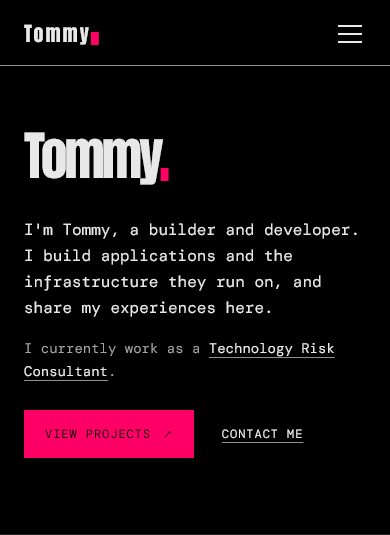 Tommy
Tommy.
I'm Tommy, a builder and developer.
I build applications and the
infrastructure they run on, and
share my experiences here.
I currently work as a Technology Risk
Consultant.
VIEW PROJECTS ↗
CONTACT ME